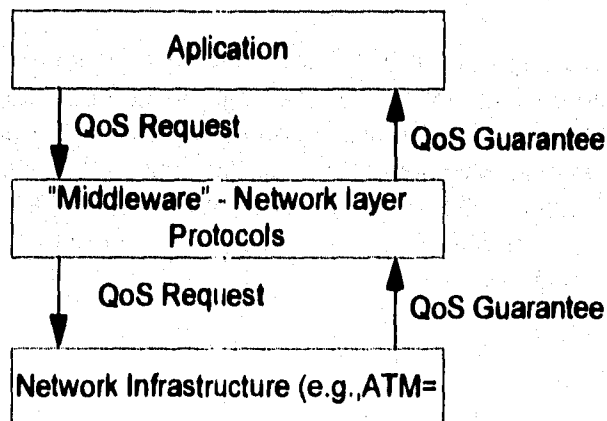 Aplication
QoS Request
QoS Guarantee
"Middleware" - Network layer
Protocols
QoS Request
QoS Guarantee
Network Infrastructure (e.g.,ATM=